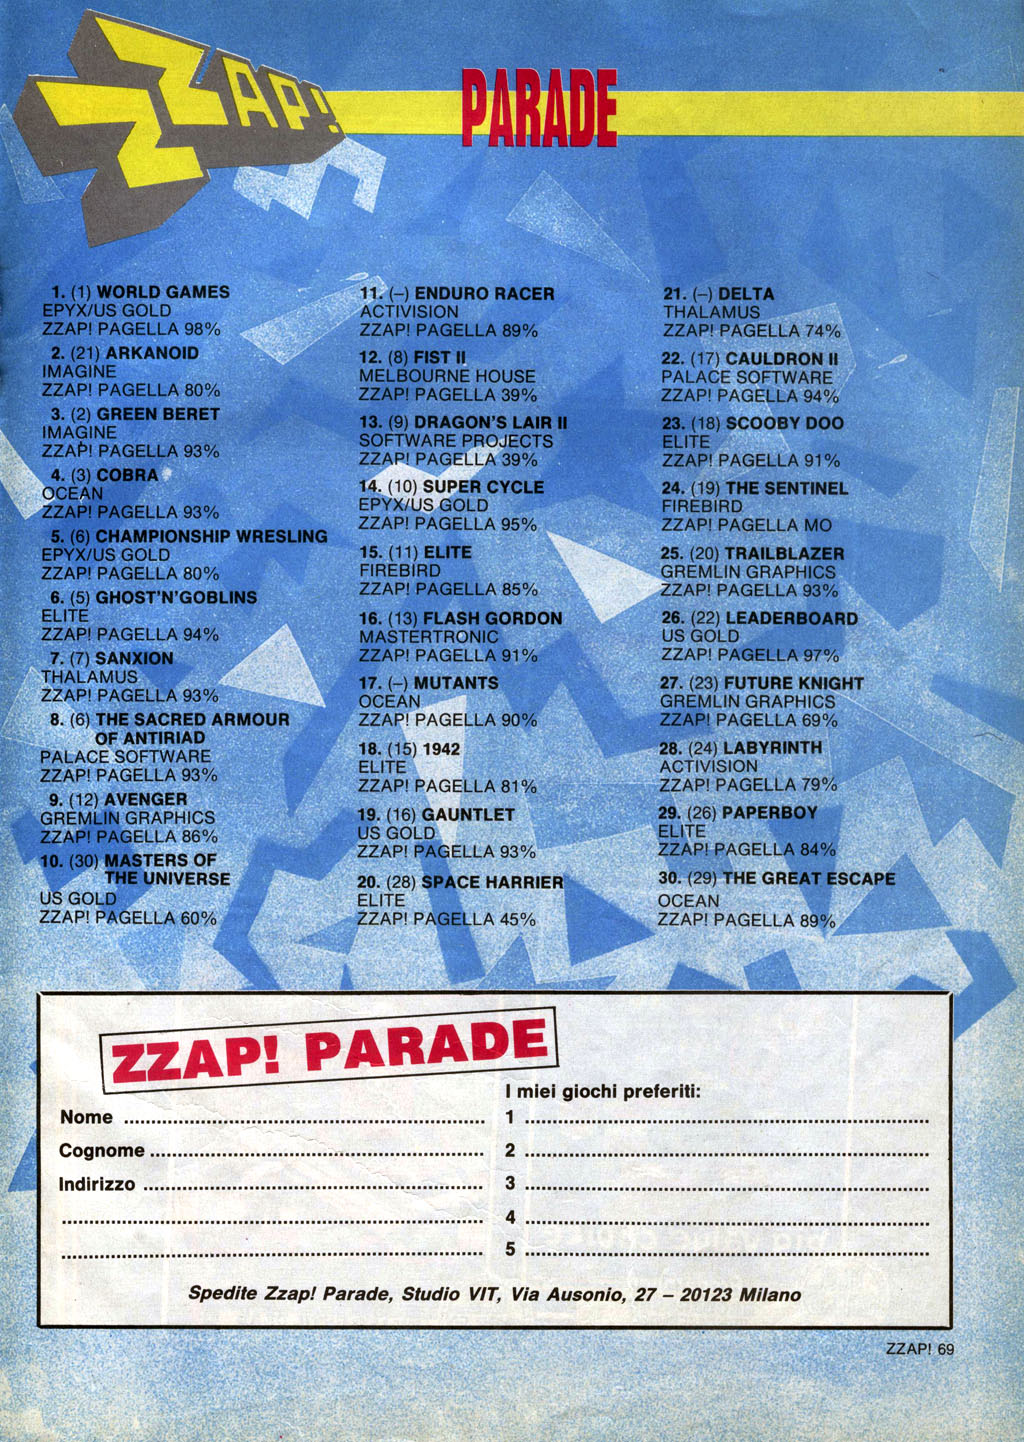 ZZAP!
PARADE
1. (1) WORLD GAMES
EPYX/US GOLD
ZZAP! PAGELLA 98%
2. (21) ARKANOID
IMAGINE
ZZAP! PAGELLA 80%
3. (2) GREEN BERET
IMAGINE
ZZAP! PAGELLA 93%
4. (3) COBRA
OCEAN
ZZAP! PAGELLA 93%
5. (6) CHAMPIONSHIP WRESLING
EPYX/US GOLD
ZZAP! PAGELLA 80%
6. (5) GHOST'N'GOBLINS
ELITE
ZZAP! PAGELLA 94%
7. (7) SANXION
THALAMUS
ZZAP! PAGELLA 93%
8. (6) THE SACRED ARMOUR
OF ANTIRIAD
PALACE SOFTWARE
ZZAP! PAGELLA 93%
9. (12) AVENGER
GREMLIN GRAPHICS
ZZAP! PAGELLA 86%
10. (30) MASTERS OF
THE UNIVERSE
US GOLD
ZZAP! PAGELLA 60%
11. (–) ENDURO RACER
ACTIVISION
ZZAP! PAGELLA 89%
12. (8) FIST II
MELBOURNE HOUSE
ZZAP! PAGELLA 39%
13. (9) DRAGON'S LAIR II
SOFTWARE PROJECTS
ZZAP! PAGELLA 39%
14. (10) SUPER CYCLE
EPYX/US GOLD
ZZAP! PAGELLA 95%
15. (11) ELITE
FIREBIRD
ZZAP! PAGELLA 85%
16. (13) FLASH GORDON
MASTERTRONIC
ZZAP! PAGELLA 91%
17. (–) MUTANTS
OCEAN
ZZAP! PAGELLA 90%
18. (15) 1942
ELITE
ZZAP! PAGELLA 81%
19. (16) GAUNTLET
US GOLD
ZZAP! PAGELLA 93%
20. (28) SPACE HARRIER
ELITE
ZZAP! PAGELLA 45%
21. (–) DELTA
THALAMUS
ZZAP! PAGELLA 74%
22. (17) CAULDRON II
PALACE SOFTWARE
ZZAP! PAGELLA 94%
23. (18) SCOOBY DOO
ELITE
ZZAP! PAGELLA 91%
24. (19) THE SENTINEL
FIREBIRD
ZZAP! PAGELLA MO
25. (20) TRAILBLAZER
GREMLIN GRAPHICS
ZZAP! PAGELLA 93%
26. (22) LEADERBOARD
US GOLD
ZZAP! PAGELLA 97%
27. (23) FUTURE KNIGHT
GREMLIN GRAPHICS
ZZAP! PAGELLA 69%
28. (24) LABYRINTH
ACTIVISION
ZZAP! PAGELLA 79%
29. (26) PAPERBOY
ELITE
ZZAP! PAGELLA 84%
30. (29) THE GREAT ESCAPE
OCEAN
ZZAP! PAGELLA 89%
ZZAP! PARADE
Nome
Cognome
Indirizzo
I miei giochi preferiti:
1
2
3
4
5
Spedite Zzap! Parade, Studio VIT, Via Ausonio, 27 – 20123 Milano
ZZAP! 69